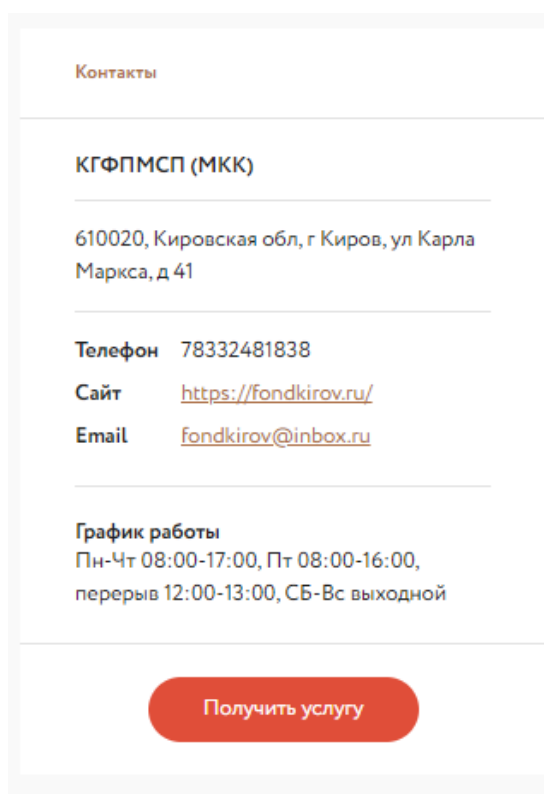 Контакты
КГФПМСП (МКК)
610020, Кировская обл, г Киров, ул Карла
Маркса, д 41
Телефон 78332481838
Сайт https://fondkirov.ru/
Email fondkirov@inbox.ru
График работы
Пн-Чт 08:00-17:00, Пт 08:00-16:00,
перерыв 12:00-13:00, СБ-Вс выходной
Получить услугу